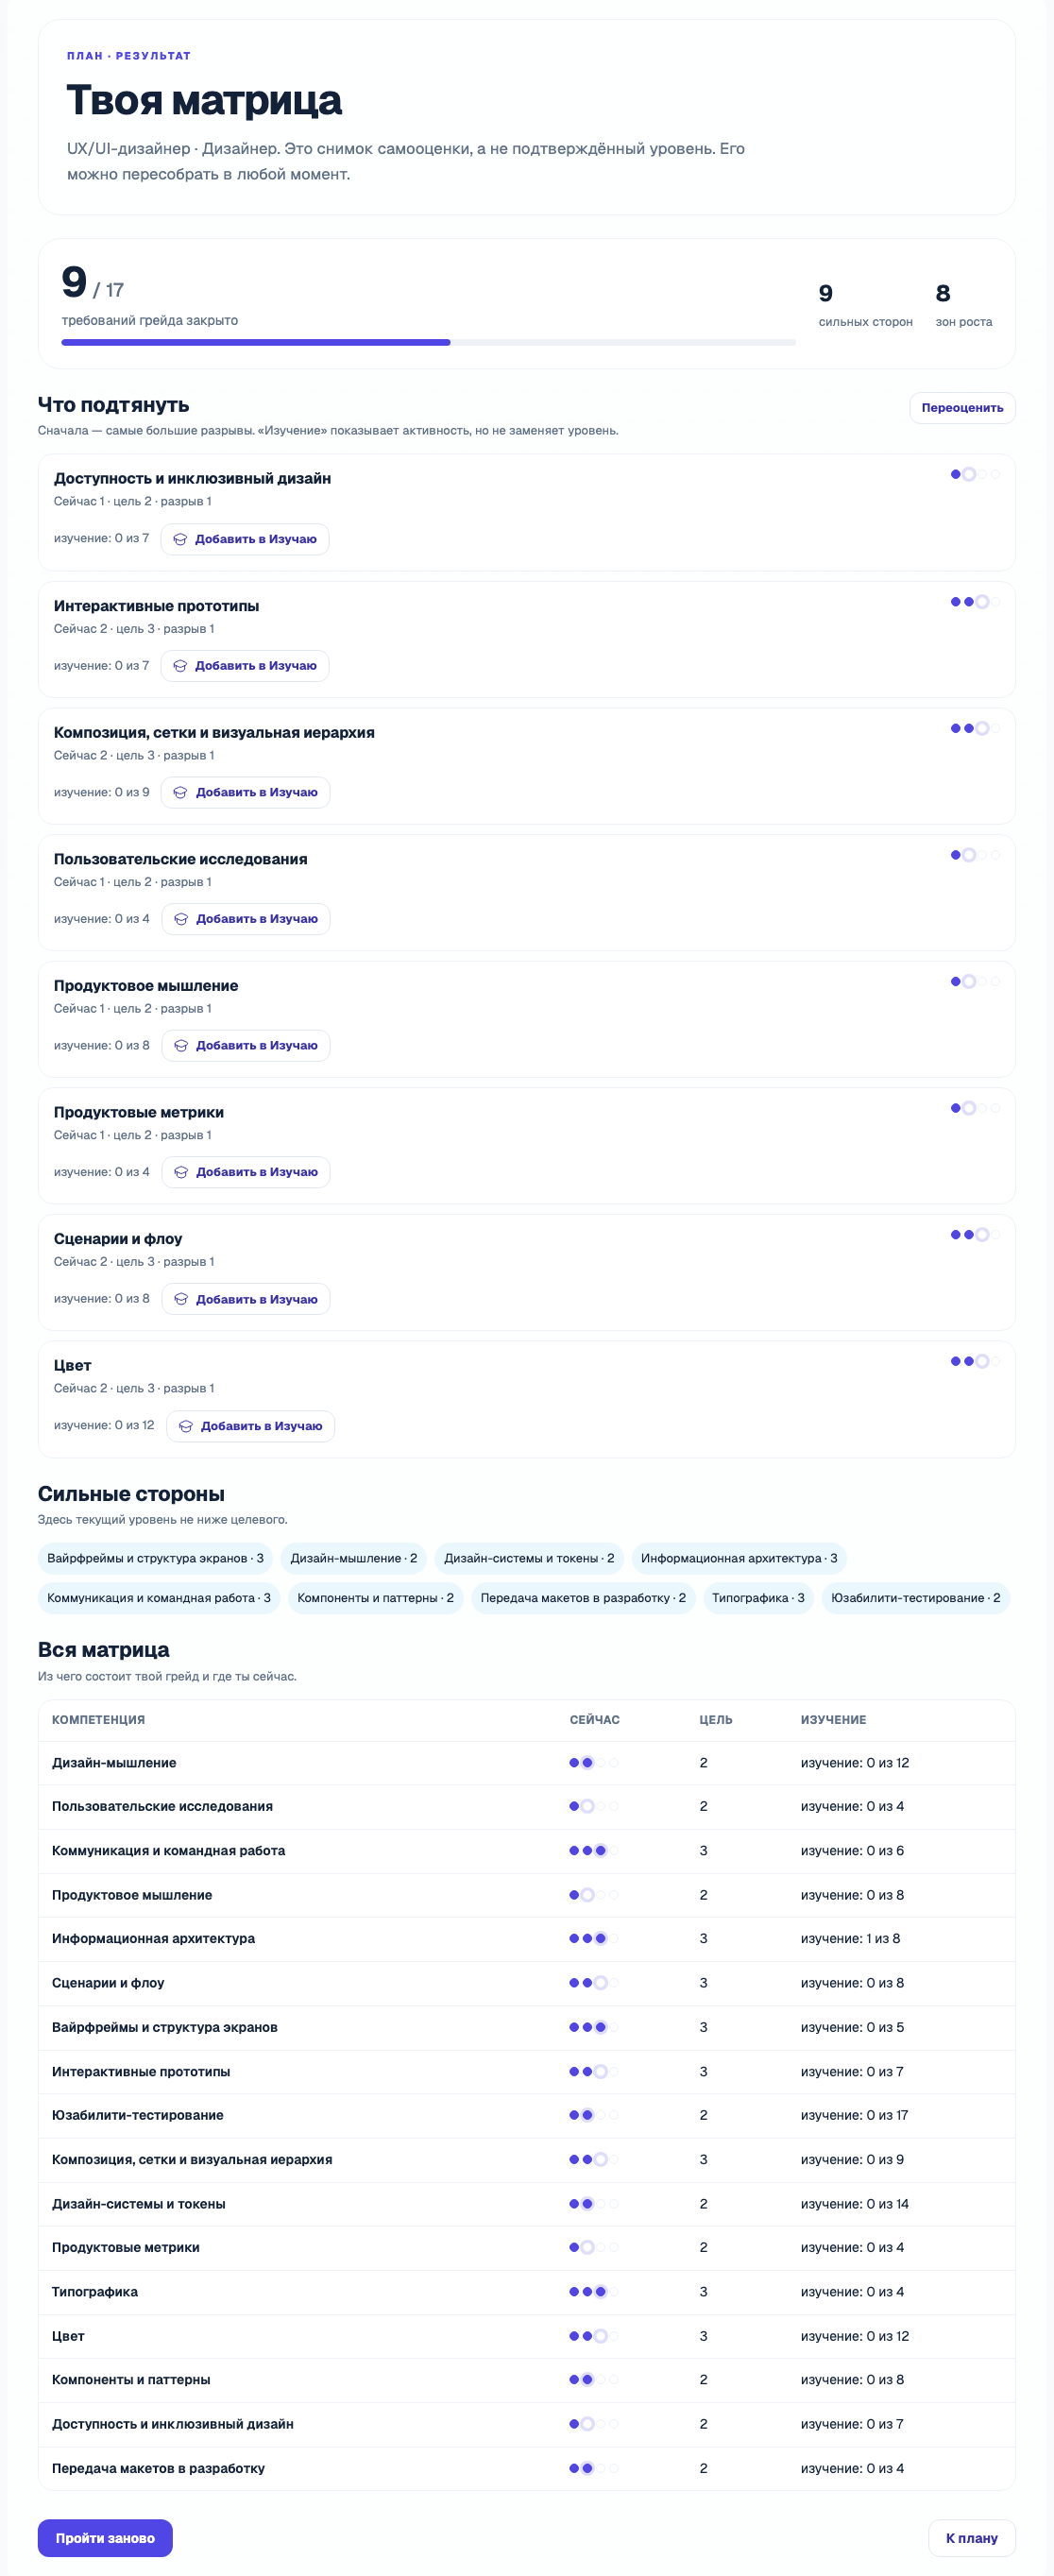 ПЛАН · РЕЗУЛЬТАТ
Твоя матрица
UX/UI-дизайнер · Дизайнер. Это снимок самооценки, а не подтверждённый уровень. Его
можно пересобрать в любой момент.
9 / 17
требований грейда закрыто
9
сильных сторон
8
зон роста
Что подтянуть
Переоценить
Сначала — самые большие разрывы. «Изучение» показывает активность, но не заменяет уровень.
Доступность и инклюзивный дизайн
Сейчас 1 · цель 2 · разрыв 1
изучение: 0 из 7 Добавить в Изучаю
Интерактивные прототипы
Сейчас 2 · цель 3 · разрыв 1
изучение: 0 из 7 Добавить в Изучаю
Композиция, сетки и визуальная иерархия
Сейчас 2 · цель 3 · разрыв 1
изучение: 0 из 9 Добавить в Изучаю
Пользовательские исследования
Сейчас 1 · цель 2 · разрыв 1
изучение: 0 из 4 Добавить в Изучаю
Продуктовое мышление
Сейчас 1 · цель 2 · разрыв 1
изучение: 0 из 8 Добавить в Изучаю
Продуктовые метрики
Сейчас 1 · цель 2 · разрыв 1
изучение: 0 из 4 Добавить в Изучаю
Сценарии и флоу
Сейчас 2 · цель 3 · разрыв 1
изучение: 0 из 8 Добавить в Изучаю
Цвет
Сейчас 2 · цель 3 · разрыв 1
изучение: 0 из 12 Добавить в Изучаю
Сильные стороны
Здесь текущий уровень не ниже целевого.
Вайрфреймы и структура экранов · 3 Дизайн-мышление · 2 Дизайн-системы и токены · 2 Информационная архитектура · 3
Коммуникация и командная работа · 3 Компоненты и паттерны · 2 Передача макетов в разработку · 2 Типографика · 3 Юзабилити-тестирование · 2
Вся матрица
Из чего состоит твой грейд и где ты сейчас.
КОМПЕТЕНЦИЯ СЕЙЧАС ЦЕЛЬ ИЗУЧЕНИЕ
Дизайн-мышление 2 изучение: 0 из 12
Пользовательские исследования 2 изучение: 0 из 4
Коммуникация и командная работа 3 изучение: 0 из 6
Продуктовое мышление 2 изучение: 0 из 8
Информационная архитектура 3 изучение: 1 из 8
Сценарии и флоу 3 изучение: 0 из 8
Вайрфреймы и структура экранов 3 изучение: 0 из 5
Интерактивные прототипы 3 изучение: 0 из 7
Юзабилити-тестирование 2 изучение: 0 из 17
Композиция, сетки и визуальная иерархия 3 изучение: 0 из 9
Дизайн-системы и токены 2 изучение: 0 из 14
Продуктовые метрики 2 изучение: 0 из 4
Типографика 3 изучение: 0 из 4
Цвет 3 изучение: 0 из 12
Компоненты и паттерны 2 изучение: 0 из 8
Доступность и инклюзивный дизайн 2 изучение: 0 из 7
Передача макетов в разработку 2 изучение: 0 из 4
Пройти заново К плану